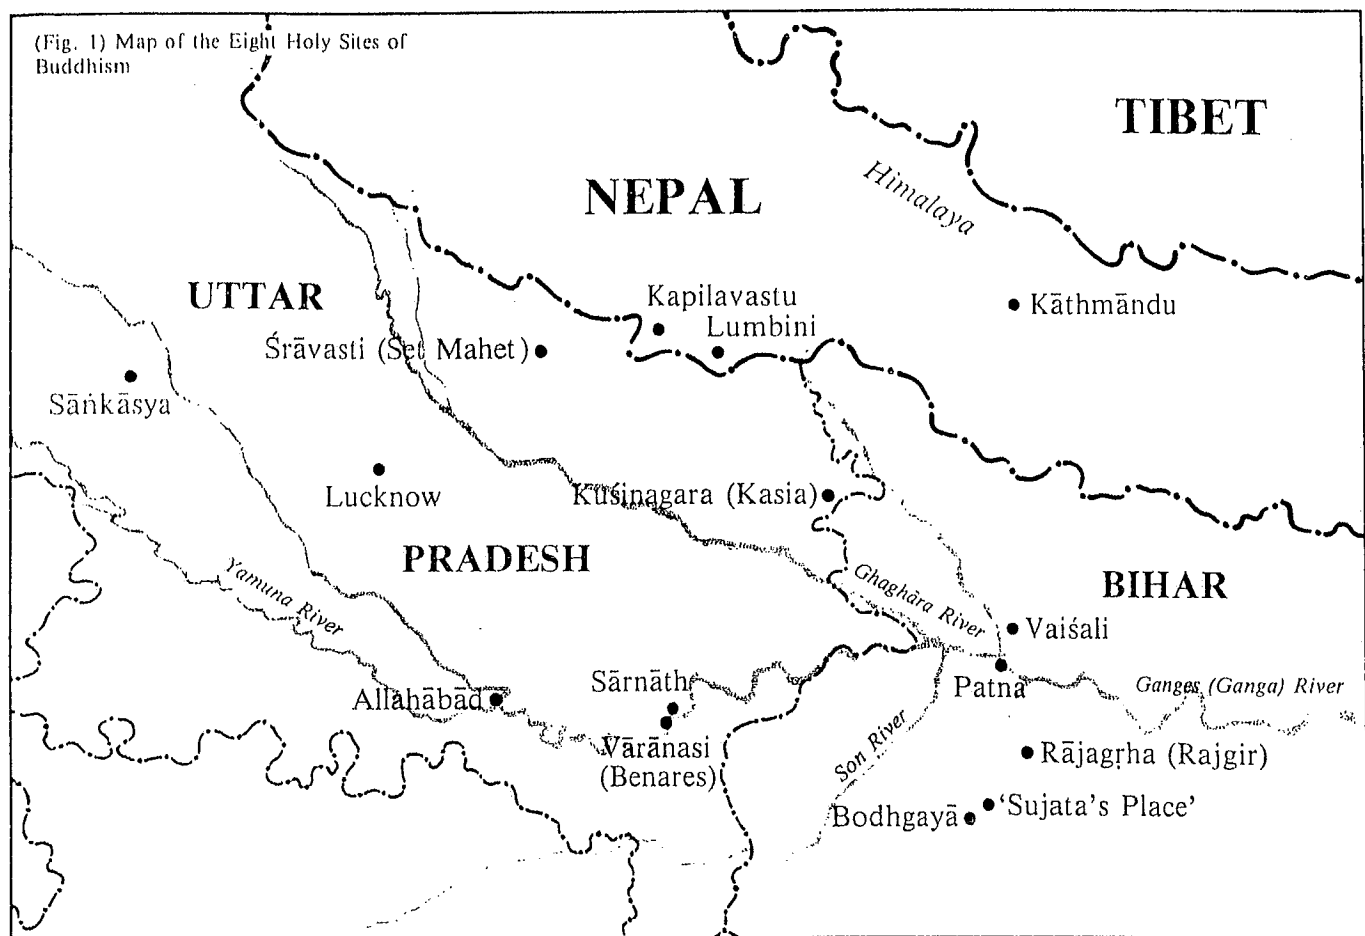 (Fig. 1) Map of the Eight Holy Sites of
Buddhism
TIBET
NEPAL
Himalaya
UTTAR
Kapilavastu
Lumbini
Kāthmāndu
Śrāvasti (Set Mahet)
Sāṅkāsya
Lucknow
Kuśinagara (Kasia)
PRADESH
Yamuna River
Ghaghāra River
BIHAR
Vaiśali
Sārnāth
Patna
Ganges (Ganga) River
Allahābād
Vārānasi
(Benares)
Son River
Rājagṛha (Rajgir)
'Sujata's Place'
Bodhgayā